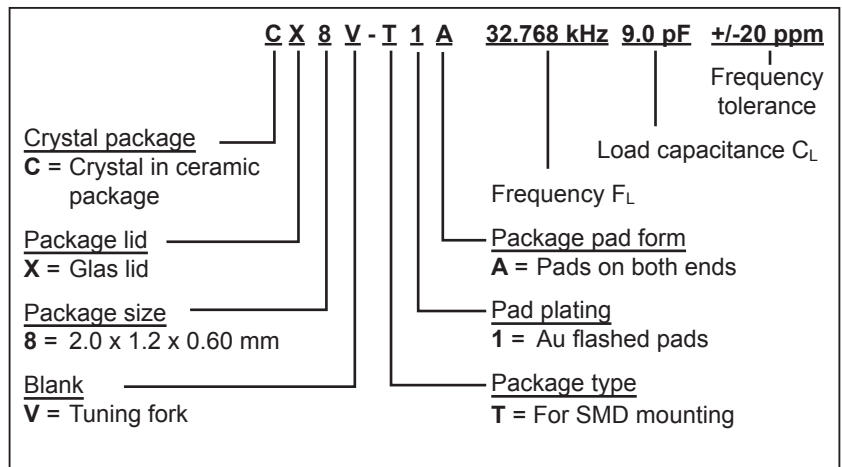 C X 8 V - T 1 A 32.768 kHz 9.0 pF +/-20 ppm
Frequency
tolerance
Load capacitance CL
Frequency FL
Crystal package
C = Crystal in ceramic
package
Package lid
X = Glas lid
Package size
8 = 2.0 x 1.2 x 0.60 mm
Blank
V = Tuning fork
Package pad form
A = Pads on both ends
Pad plating
1 = Au flashed pads
Package type
T = For SMD mounting